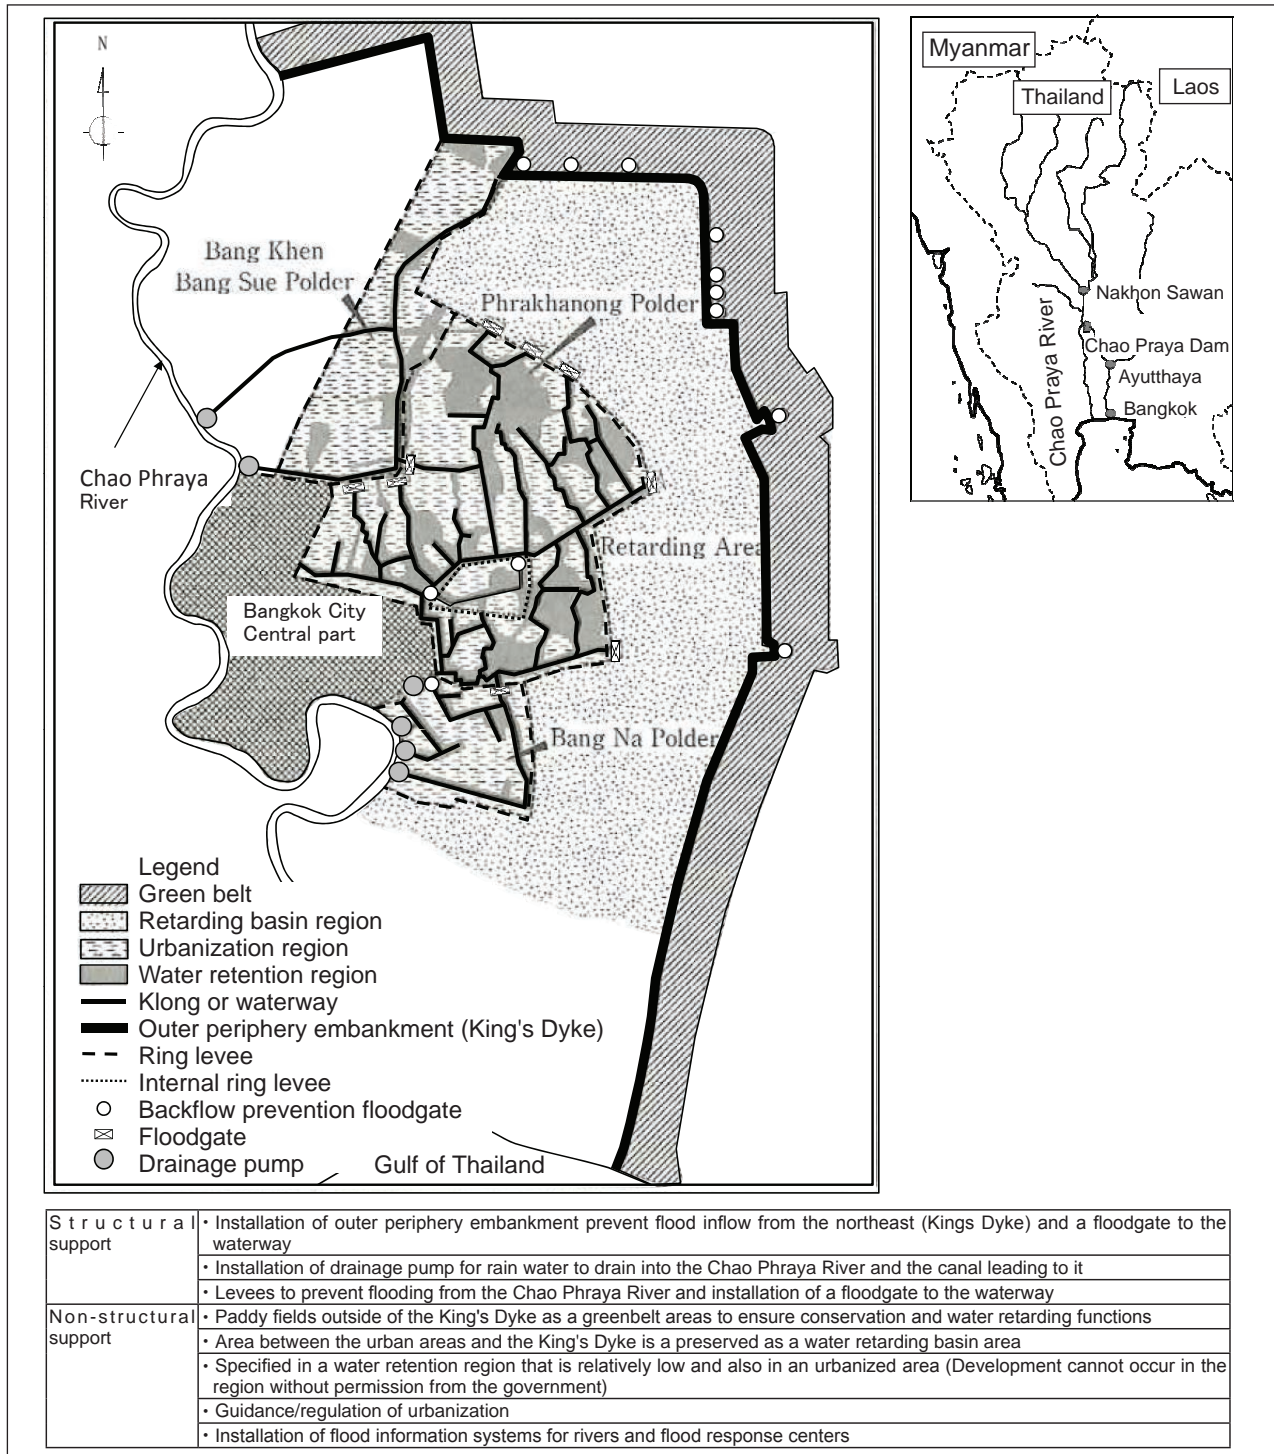 N
Bang Khen
Bang Sue Polder
Phrakhanong Polder
Chao Phraya
River
Retarding Area
Bangkok City
Central part
Bang Na Polder
Legend
Green belt
Retarding basin region
Urbanization region
Water retention region
Klong or waterway
Outer periphery embankment (King's Dyke)
Ring levee
Internal ring levee
Backflow prevention floodgate
Floodgate
Drainage pump
Gulf of Thailand
Myanmar
Thailand
Laos
Nakhon Sawan
Chao Praya River
Chao Praya Dam
Ayutthaya
Bangkok
Structural
support
・Installation of outer periphery embankment prevent flood inflow from the northeast (Kings Dyke) and a floodgate to the
waterway
・Installation of drainage pump for rain water to drain into the Chao Phraya River and the canal leading to it
・Levees to prevent flooding from the Chao Phraya River and installation of a floodgate to the waterway
Non-structural
support
・Paddy fields outside of the King's Dyke as a greenbelt areas to ensure conservation and water retarding functions
・Area between the urban areas and the King's Dyke is a preserved as a water retarding basin area
・Specified in a water retention region that is relatively low and also in an urbanized area (Development cannot occur in the
region without permission from the government)
・Guidance/regulation of urbanization
・Installation of flood information systems for rivers and flood response centers